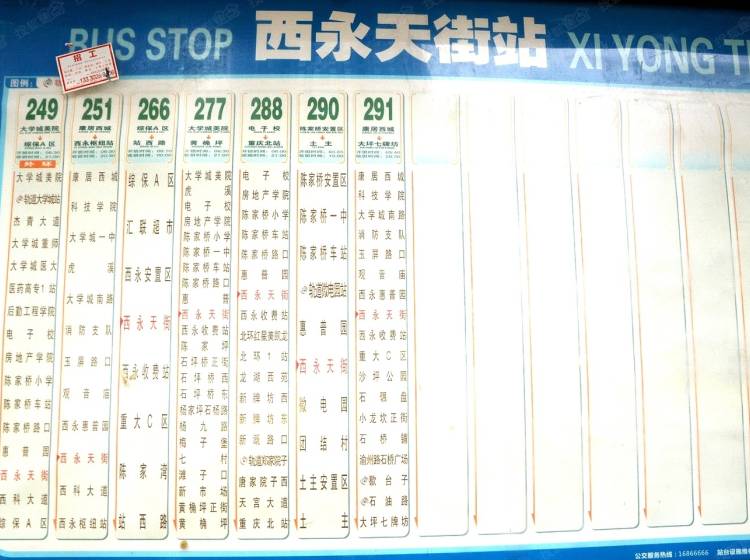 BUS STOP 西永天街站 XI YONG TI
招工
图例：
249
大学城美院
综保A区
外环
大学城美院
轨道大学城站
杰青大道
大学城重师
大学城医大
医药高专1站
后勤工程学院
电子校
房地产学院
陈家桥小学
陈家桥车站
陈家桥路口
惠普园
西永天街
西科大道
综保A区
251
康居西城
西永枢纽站
康居西城
科技学院
大学城一中
虎溪
大学城南路
消防支队
玉屏路口
观音庙
西永惠普园
西永天街
西科大道
西永枢纽站
266
综保A区
站西路
综保A区
汇联超市
西永安置区
西永天街
西永收费站
重大C区
陈家湾
站西路
277
大学城美院
黄桷坪
大学城美院
虎溪
电子校
房地产学院
陈家桥小学
陈家桥一中
陈家桥车站
陈家桥路口
惠普
西永天街
西永收费站
陈家坪
石坪桥正街
石坪桥西
石坪桥东
杨家坪石杨路
杨九路
梅子堡
七村
滩子口
新市场
黄桷坪正街
黄桷坪
288
电子校
重庆北站
电子校
房地产学院
陈家桥小学
陈家桥车站
陈家桥路口
惠普园
西永天街
西永收费站
北环红星美凯龙
北环1站
龙湖西苑
新牌坊西
新牌坊东
新溉路口
轨道郑家院子
唐家院子西
天宫大道
重庆北站
290
陈家桥安置区
土主
陈家桥安置区
陈家桥一中
陈家桥车站
轨道微电园站
惠普园
西永天街
微电园
团结村
土主安置区
土主
291
康居西城
大坪七牌坊
康居西城
科技学院
大学城南路
消防支队
玉屏路口
观音庙
西永惠普园
西永天街
西永收费站
重大C区
沙坪公园
石碾盘
小龙坎正街
石桥铺
渝州路石桥广场
歇台子
石油路
大坪七牌坊
公交服务热线：16866666